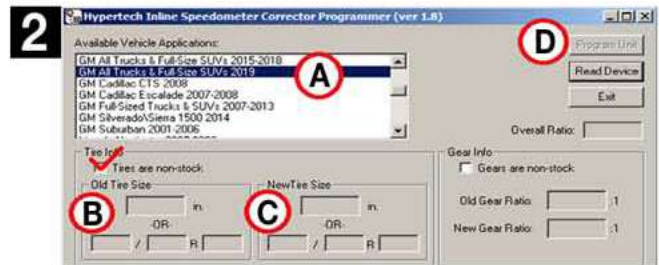 2
Hypertech Inline Speedometer Corrector Programmer (ver 1.8)
Available Vehicle Applications:
GM All Trucks & Full-Size SUVs 2015-2018
GM All Trucks & Full-Size SUVs 2019
GM Cadillac CTS 2008
GM Cadillac Escalade 2007-2008
GM Full-Sized Trucks & SUVs 2007-2013
GM Silverado\Sierra 1500 2014
GM Suburban 2001-2006
A
D
Program Unit
Read Device
Exit
Overall Ratio:
Tire Info
Tires are non-stock
Old Tire Size
B
in.
-OR-
/ R
NewTire Size
C
in.
-OR-
/ R
Gear Info
Gears are non-stock
Old Gear Ratio: :1
New Gear Ratio: :1